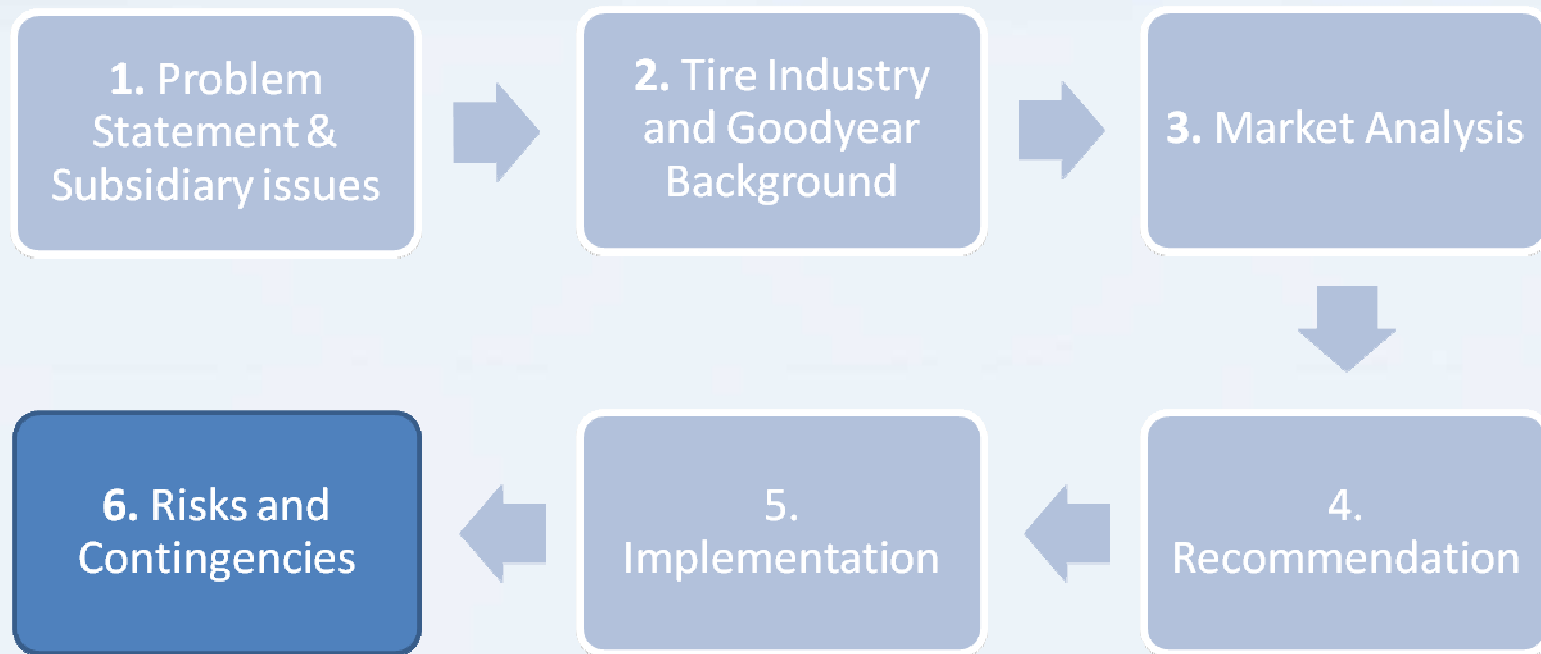 1. Problem
Statement &
Subsidiary issues
2. Tire Industry
and Goodyear
Background
3. Market Analysis
4.
Recommendation
5.
Implementation
6. Risks and
Contingencies